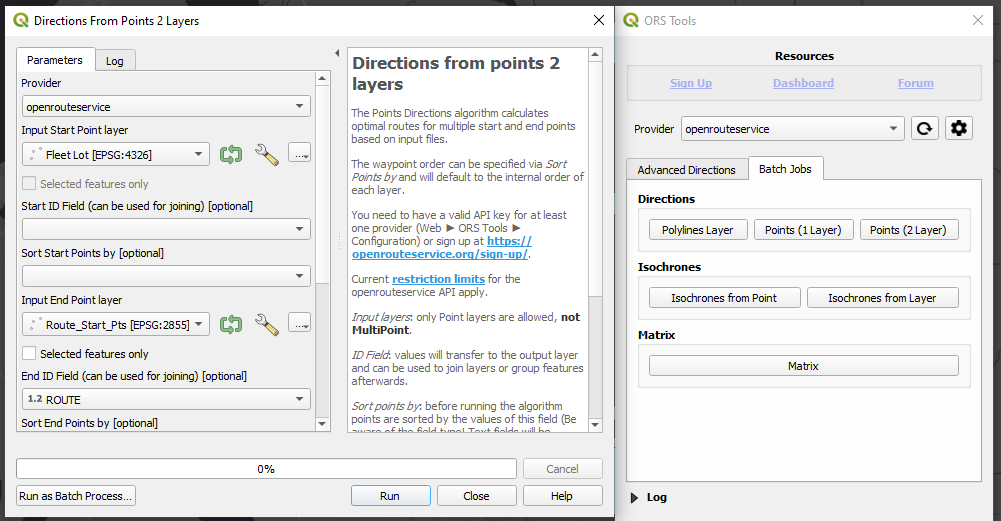 Directions From Points 2 Layers
Parameters
Log
Provider
openrouteservice
Input Start Point layer
Fleet Lot [EPSG:4326]
...
Selected features only
Start ID Field (can be used for joining) [optional]
Sort Start Points by [optional]
Input End Point layer
Route_Start_Pts [EPSG:2855]
...
Selected features only
End ID Field (can be used for joining) [optional]
1.2 ROUTE
Sort End Points by [optional]
Directions from points 2
layers
The Points Directions algorithm calculates
optimal routes for multiple start and end points
based on input files.
The waypoint order can be specified via Sort
Points by and will default to the internal order of
each layer.
You need to have a valid API key for at least
one provider (Web ► ORS Tools ►
Configuration) or sign up at https://
openrouteservice.org/sign-up/.
Current restriction limits for the
openrouteservice API apply.
Input layers: only Point layers are allowed, not
MultiPoint.
ID Field: values will transfer to the output layer
and can be used to join layers or group features
afterwards.
Sort points by: before running the algorithm
points are sorted by the values of this field (Be
aware of the field type! Text fields will be
0%
Cancel
Run as Batch Process...
Run
Close
Help
ORS Tools
Resources
Sign Up
Dashboard
Forum
Provider
openrouteservice
Advanced Directions
Batch Jobs
Directions
Polylines Layer
Points (1 Layer)
Points (2 Layer)
Isochrones
Isochrones from Point
Isochrones from Layer
Matrix
Matrix
Log